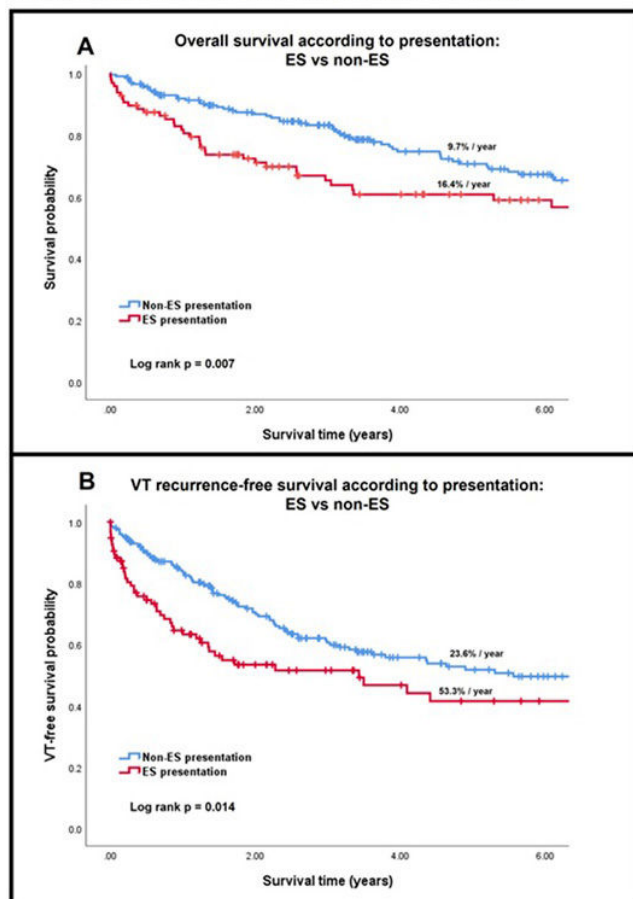 A
Overall survival according to presentation:
ES vs non-ES
Survival probability
1.0
0.8
0.6
0.4
0.2
0.0
9.7% / year
16.4% / year
Non-ES presentation
ES presentation
Log rank p = 0.007
.00
2.00
4.00
6.00
Survival time (years)
B
VT recurrence-free survival according to presentation:
ES vs non-ES
VT-free survival probability
1.0
0.8
0.6
0.4
0.2
0.0
23.6% / year
53.3% / year
Non-ES presentation
ES presentation
Log rank p = 0.014
.00
2.00
4.00
6.00
Survival time (years)